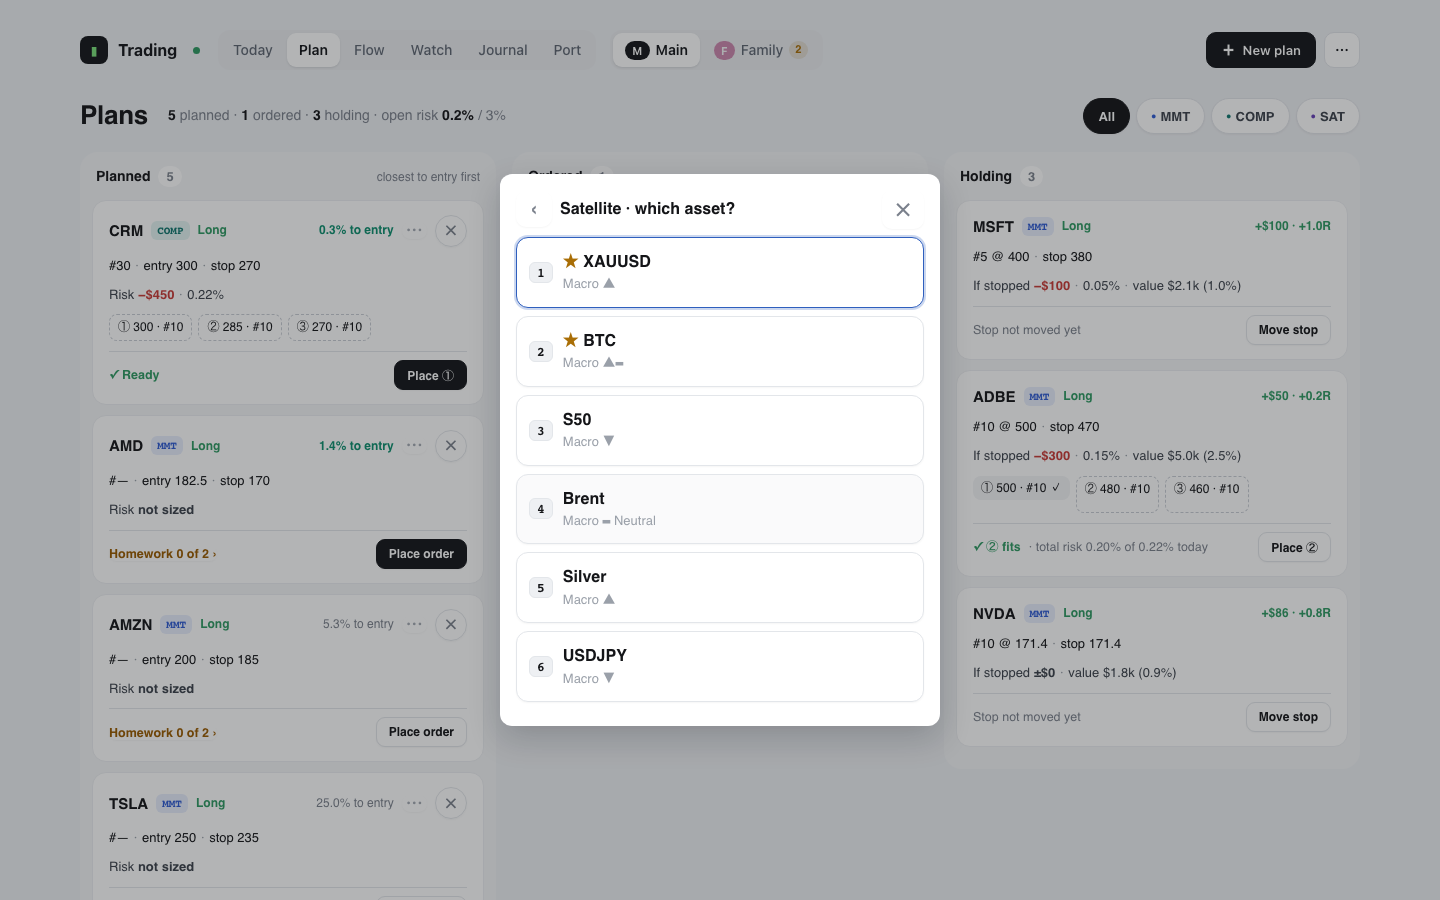 Trading
Today
Plan
Flow
Watch
Journal
Port
M Main
F Family 2
+ New plan
···
Plans
5 planned · 1 ordered · 3 holding · open risk 0.2% / 3%
All
• MMT
• COMP
• SAT
Planned 5
closest to entry first
CRM COMP Long 0.3% to entry ···
#30 · entry 300 · stop 270
Risk −$450 · 0.22%
① 300 · #10
② 285 · #10
③ 270 · #10
✓ Ready
Place ①
AMD MMT Long 1.4% to entry ···
#— · entry 182.5 · stop 170
Risk not sized
Homework 0 of 2 ›
Place order
AMZN MMT Long 5.3% to entry ···
#— · entry 200 · stop 185
Risk not sized
Homework 0 of 2 ›
Place order
TSLA MMT Long 25.0% to entry ···
#— · entry 250 · stop 235
Risk not sized
‹ Satellite · which asset?
1 ★ XAUUSD
Macro ▲
2 ★ BTC
Macro ▲━
3 S50
Macro ▼
4 Brent
Macro ━ Neutral
5 Silver
Macro ▲
6 USDJPY
Macro ▼
Holding 3
MSFT MMT Long +$100 · +1.0R
#5 @ 400 · stop 380
If stopped −$100 · 0.05% · value $2.1k (1.0%)
Stop not moved yet
Move stop
ADBE MMT Long +$50 · +0.2R
#10 @ 500 · stop 470
If stopped −$300 · 0.15% · value $5.0k (2.5%)
① 500 · #10 ✓
② 480 · #10
③ 460 · #10
✓ ② fits · total risk 0.20% of 0.22% today
Place ②
NVDA MMT Long +$86 · +0.8R
#10 @ 171.4 · stop 171.4
If stopped ±$0 · value $1.8k (0.9%)
Stop not moved yet
Move stop